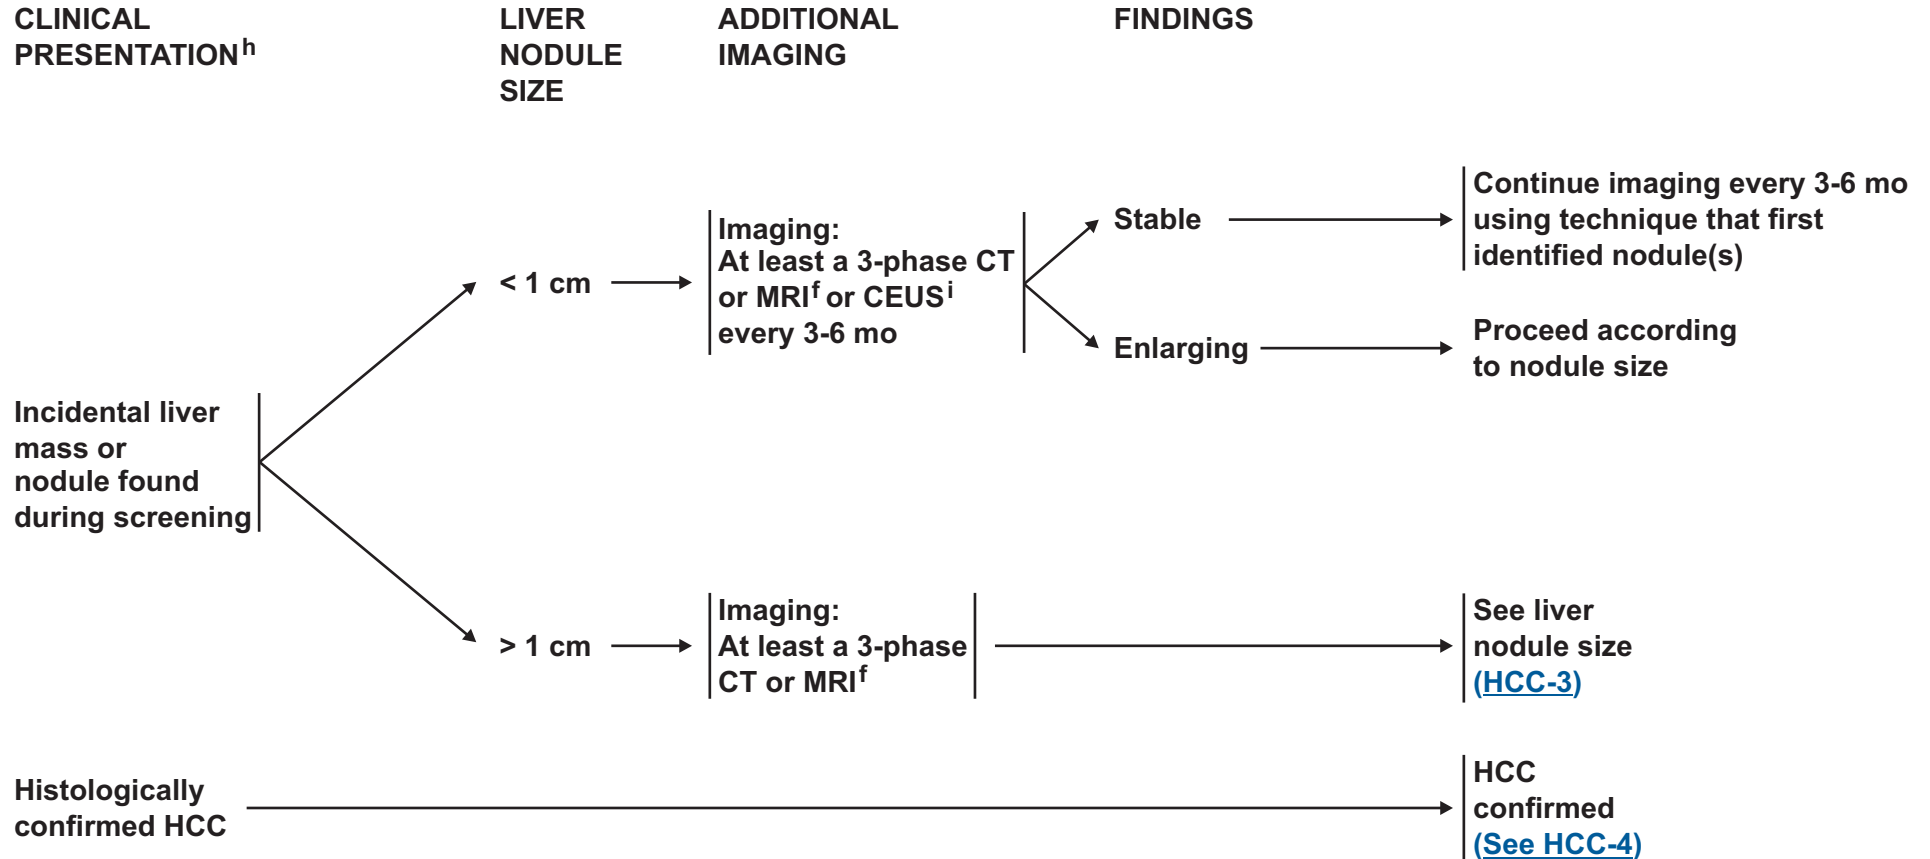 CLINICAL
PRESENTATIONʰ
LIVER
NODULE
SIZE
ADDITIONAL
IMAGING
FINDINGS
Incidental liver
mass or
nodule found
during screening
< 1 cm
Imaging:
At least a 3-phase CT
or MRIᶠ or CEUSⁱ
every 3-6 mo
Stable
Continue imaging every 3-6 mo
using technique that first
identified nodule(s)
Enlarging
Proceed according
to nodule size
> 1 cm
Imaging:
At least a 3-phase
CT or MRIᶠ
See liver
nodule size
(HCC-3)
Histologically
confirmed HCC
HCC
confirmed
(See HCC-4)